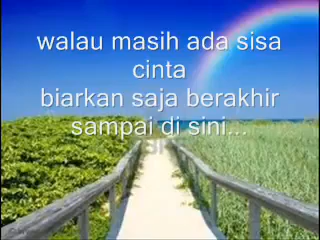 walau masih ada sisa
cinta
biarkan saja berakhir
sampai di sini...